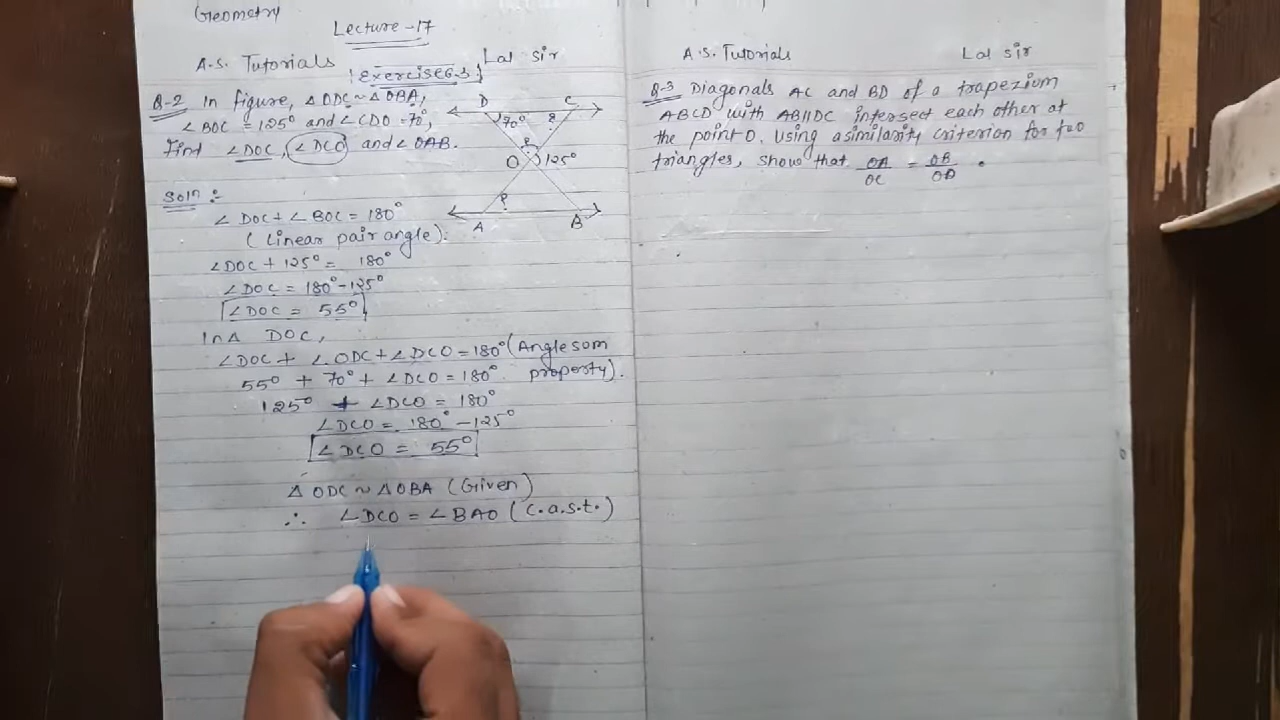 Geometry
Lecture -17
A.S. Tutorials
Lal sir
Exercise 6.3
Q-2 In figure, △ODC ~ △OBA,
∠BOC = 125° and ∠CDO = 70°,
Find ∠DOC, ∠DCO and ∠OAB.
D
C
70°
?
?
O
125°
?
A
B
Soln :-
∠DOC + ∠BOC = 180°
(Linear pair angle).
∠DOC + 125° = 180°
∠DOC = 180° - 125°
∠DOC = 55°
In △ DOC,
∠DOC + ∠ODC + ∠DCO = 180° (Angle som
property).
55° + 70° + ∠DCO = 180°.
125° + ∠DCO = 180°
∠DCO = 180° - 125°
∠DCO = 55°
△ODC ~ △OBA (Given)
∴ ∠DCO = ∠BAO (C.a.s.t.)
A.S. Tutorials
Lal sir
Q-3 Diagonals AC and BD of a trapezium
ABCD with AB||DC intersect each other at
the point O. Using a similarity criterion for two
triangles, show that OA/OC = OB/OD .